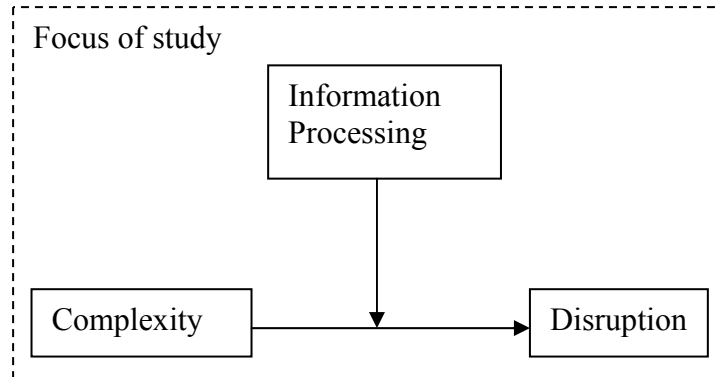 Focus of study
Information
Processing
Complexity
Disruption